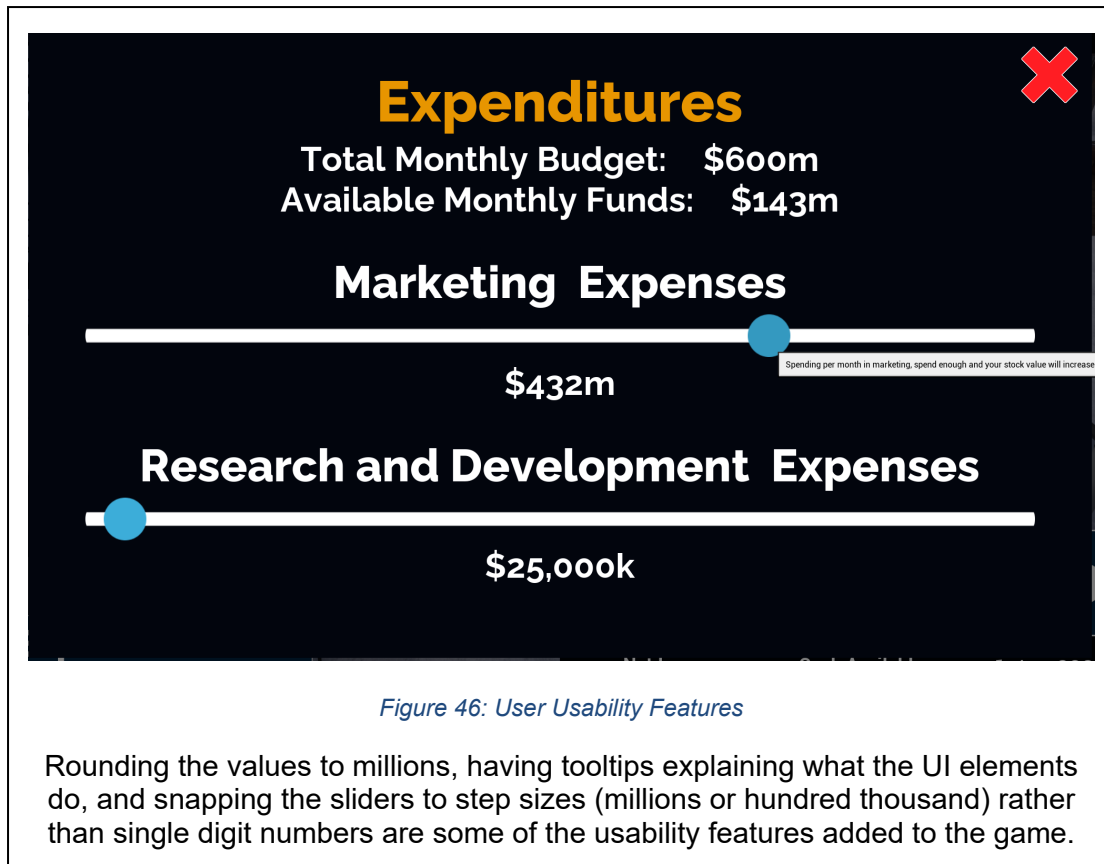 Expenditures
Total Monthly Budget: $600m
Available Monthly Funds: $143m
Marketing Expenses
Spending per month in marketing, spend enough and your stock value will increase
$432m
Research and Development Expenses
$25,000k
Figure 46: User Usability Features
Rounding the values to millions, having tooltips explaining what the UI elements
do, and snapping the sliders to step sizes (millions or hundred thousand) rather
than single digit numbers are some of the usability features added to the game.